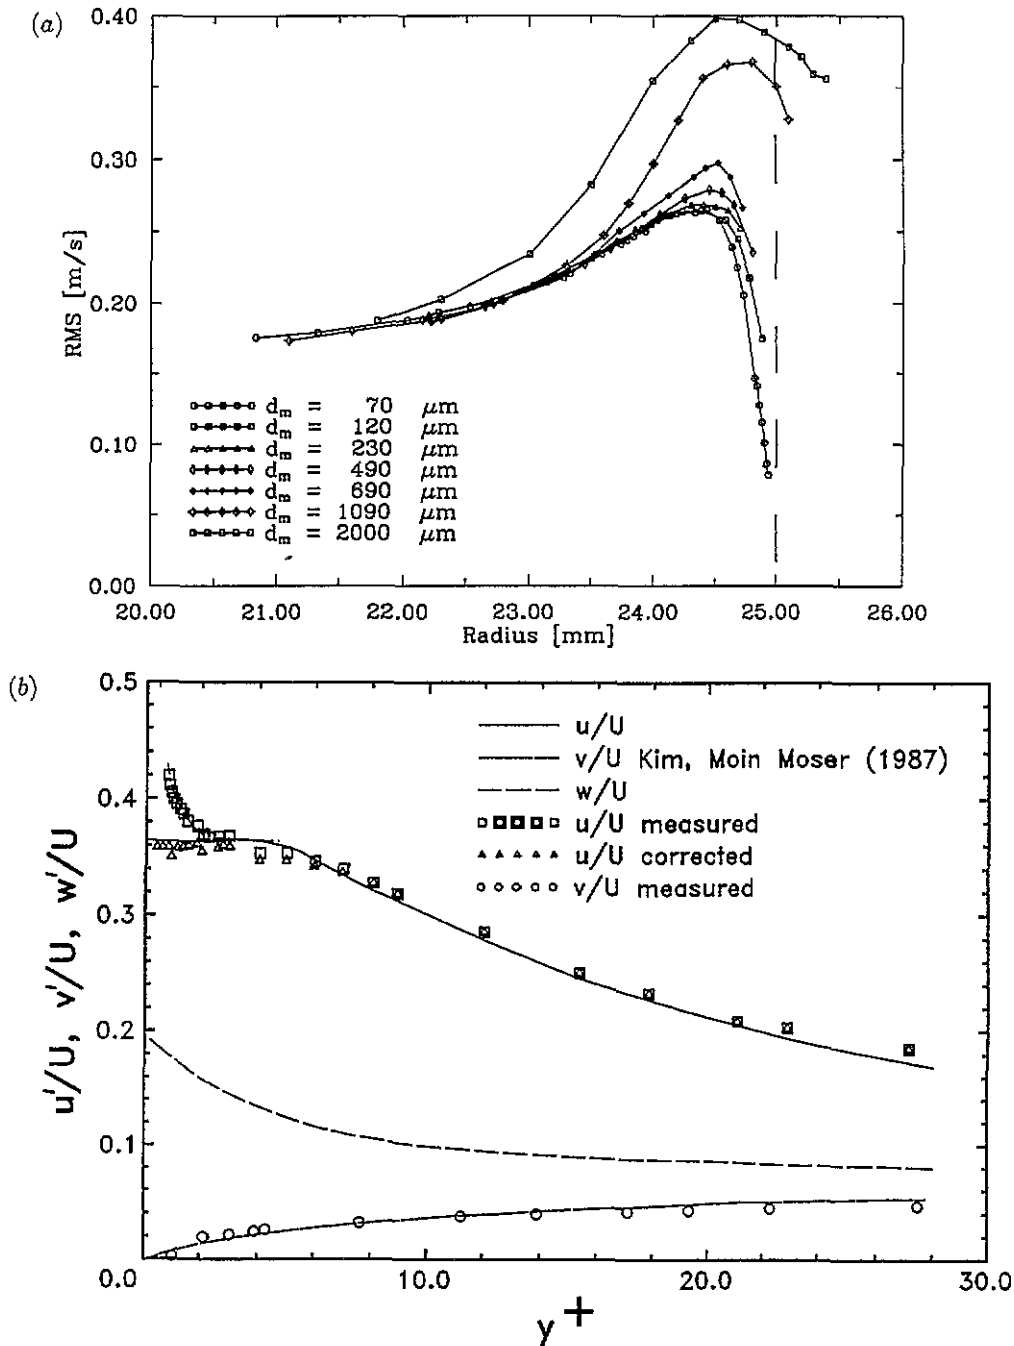 (a)
0.40
0.30
0.20
0.10
0.00
RMS [m/s]
d_m = 70 μm
d_m = 120 μm
d_m = 230 μm
d_m = 490 μm
d_m = 690 μm
d_m = 1090 μm
d_m = 2000 μm
20.00 21.00 22.00 23.00 24.00 25.00 26.00
Radius [mm]
(b)
0.5
0.4
0.3
0.2
0.1
0.0
u'/U, v'/U, w'/U
u/U
v/U Kim, Moin Moser (1987)
w/U
u/U measured
u/U corrected
v/U measured
10.0 20.0 30.0
y+